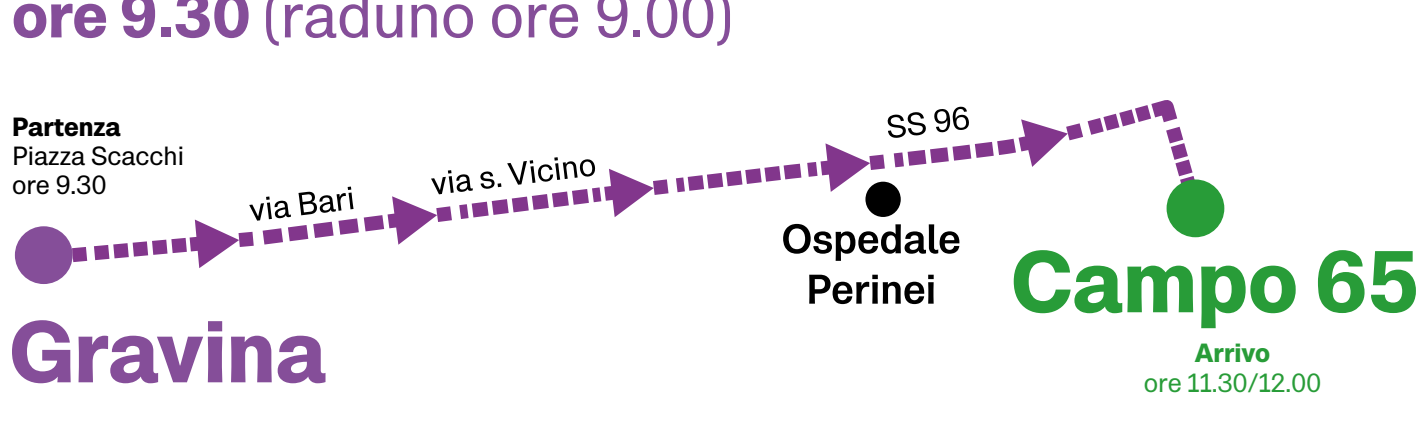 ore 9.30 (raduno ore 9.00)
Partenza
Piazza Scacchi
ore 9.30
via Bari
via s. Vicino
SS 96
Ospedale
Perinei
Gravina
Campo 65
Arrivo
ore 11.30/12.00